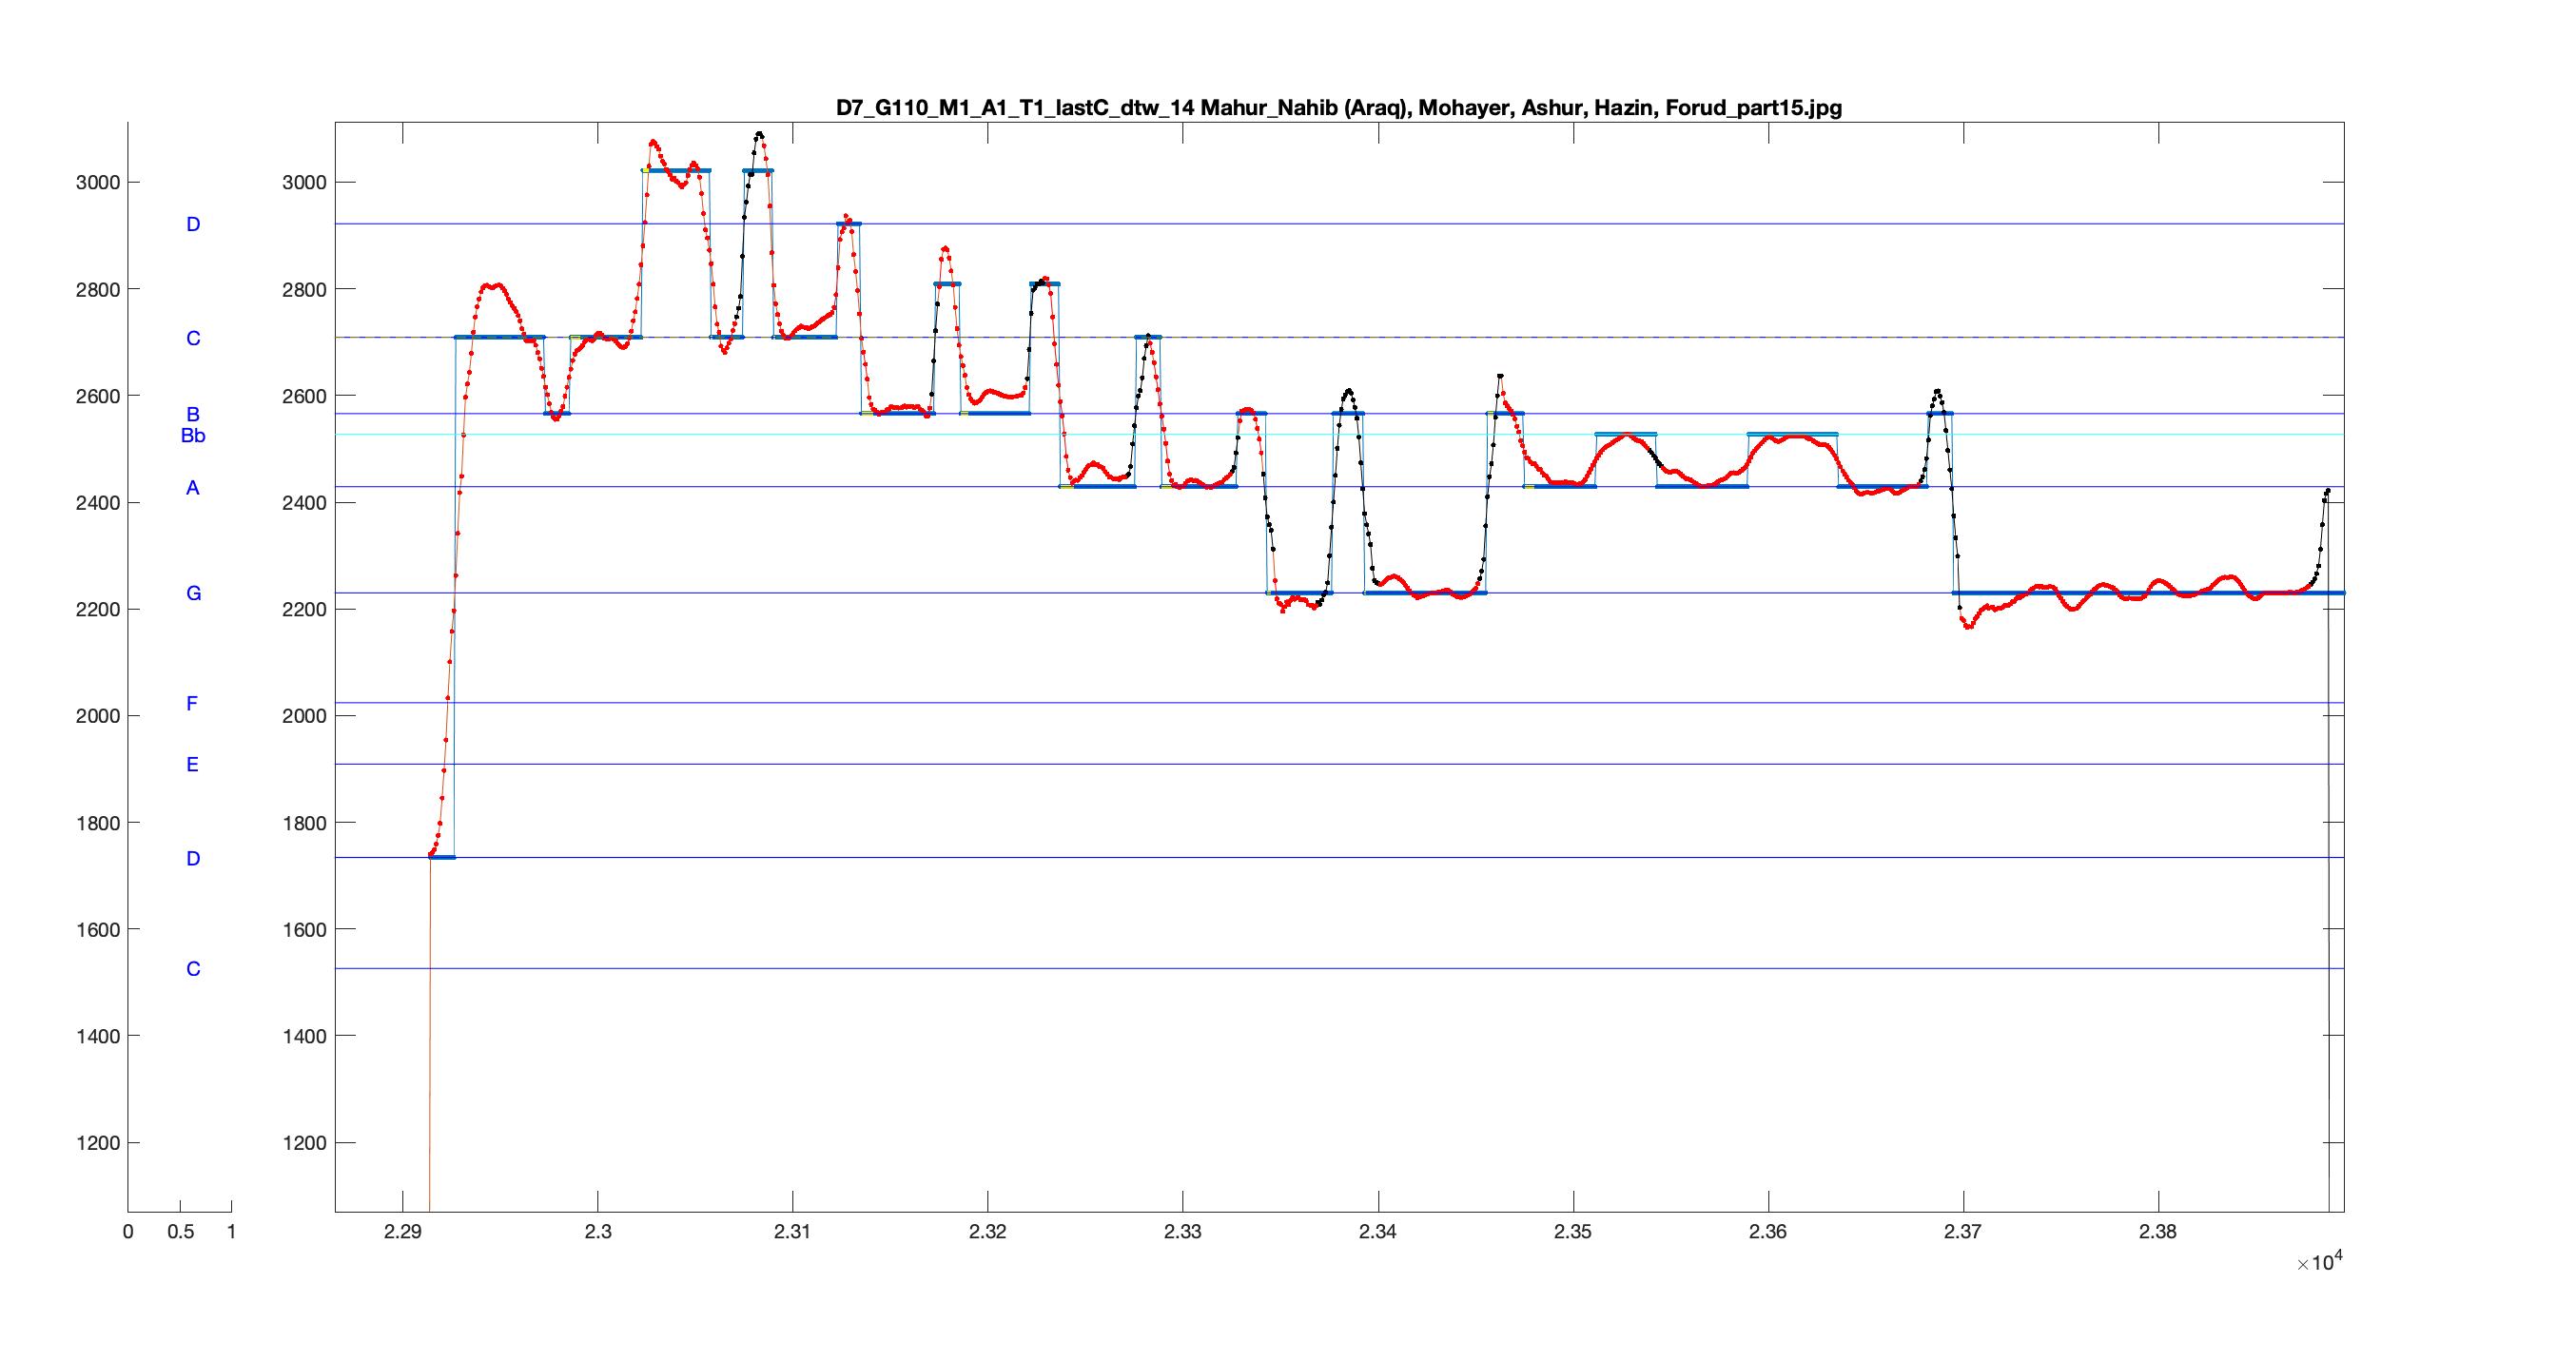 D7_G110_M1_A1_T1_lastC_dtw_14 Mahur_Nahib (Araq), Mohayer, Ashur, Hazin, Forud_part15.jpg
3000 3000
D
2800 2800
C
2600 2600
B
Bb
A
2400 2400
G
2200 2200
F
2000 2000
E
1800 1800
D
1600 1600
C
1400 1400
1200 1200
0 0.5 1 2.29 2.3 2.31 2.32 2.33 2.34 2.35 2.36 2.37 2.38
×10^4